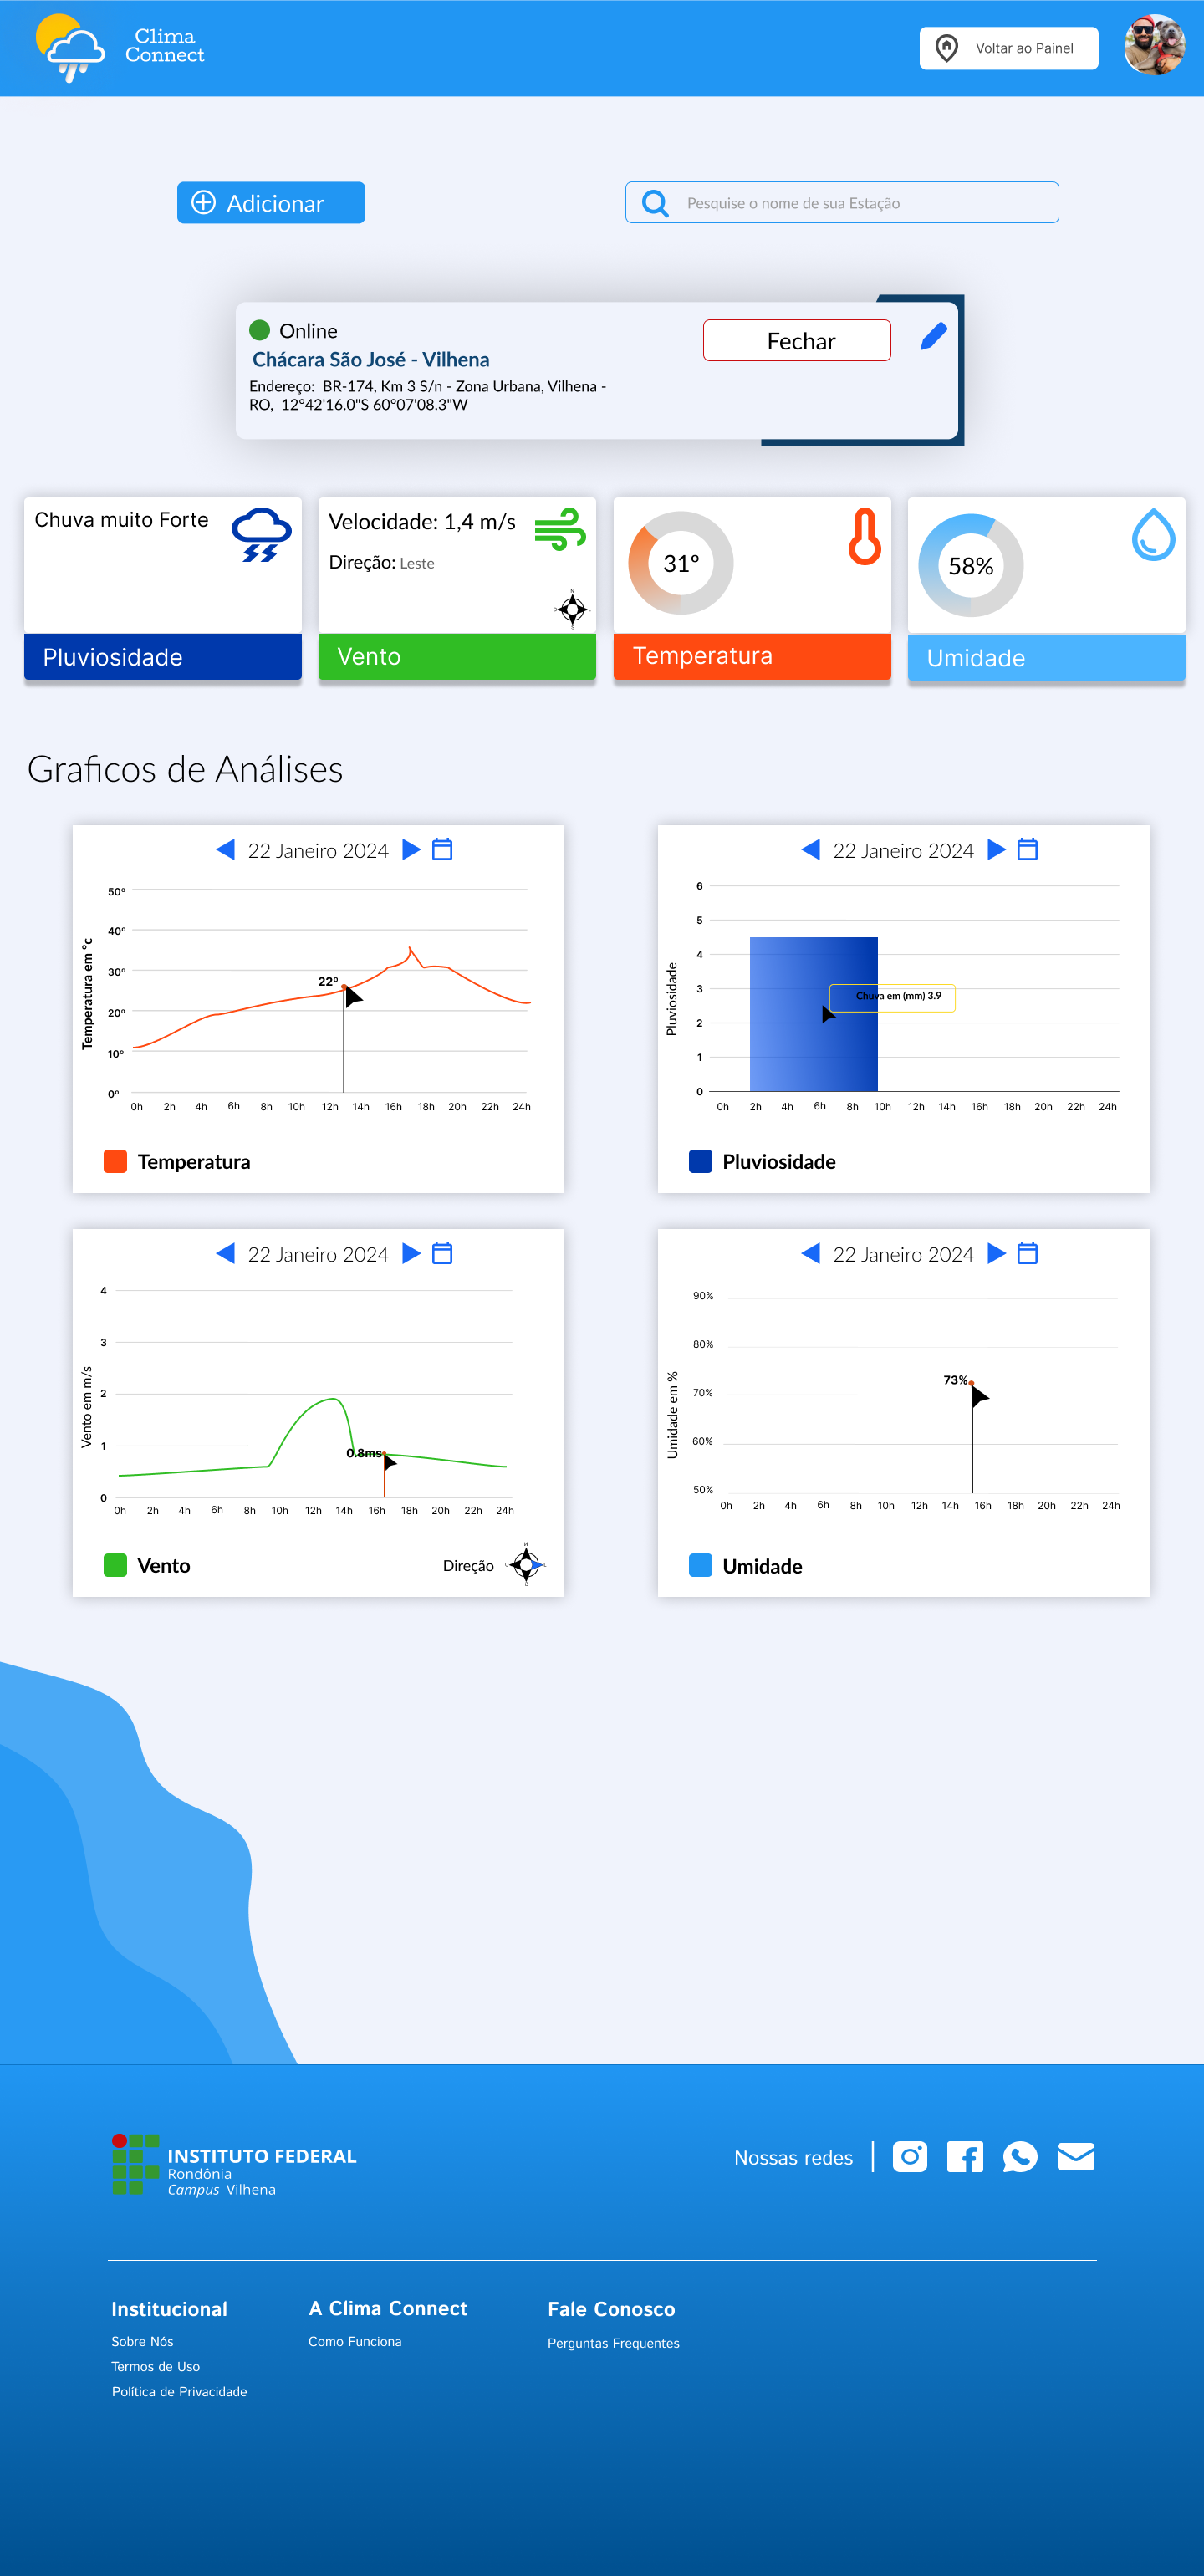 Clima
Connect
Voltar ao Painel
Adicionar
Pesquise o nome de sua Estação
Online
Fechar
Chácara São José - Vilhena
Endereço: BR-174, Km 3 S/n - Zona Urbana, Vilhena -
RO, 12°42'16.0"S 60°07'08.3"W
Chuva muito Forte
Pluviosidade
Velocidade: 1,4 m/s
Direção: Leste
N
O L
S
Vento
31º
Temperatura
58%
Umidade
Graficos de Análises
22 Janeiro 2024
Temperatura em °c
50º
40º
30º
20º
10º
0º
22º
0h 2h 4h 6h 8h 10h 12h 14h 16h 18h 20h 22h 24h
Temperatura
22 Janeiro 2024
Pluviosidade
6
5
4
3
2
1
0
Chuva em (mm) 3.9
0h 2h 4h 6h 8h 10h 12h 14h 16h 18h 20h 22h 24h
Pluviosidade
22 Janeiro 2024
Vento em m/s
4
3
2
1
0
0.8ms
0h 2h 4h 6h 8h 10h 12h 14h 16h 18h 20h 22h 24h
Vento
Direção
22 Janeiro 2024
Umidade em %
90%
80%
70%
60%
50%
73%
0h 2h 4h 6h 8h 10h 12h 14h 16h 18h 20h 22h 24h
Umidade
INSTITUTO FEDERAL
Rondônia
Campus Vilhena
Nossas redes
Institucional
Sobre Nós
Termos de Uso
Política de Privacidade
A Clima Connect
Como Funciona
Fale Conosco
Perguntas Frequentes